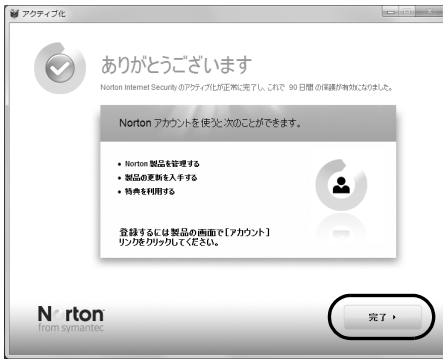 アクティブ化
ありがとうございます
Norton Internet Security のアクティブ化が正常に完了し、これで 90 日間 の保護が有効になりました。
Norton アカウントを使うと次のことができます。
• Norton 製品を管理する
• 製品の更新を入手する
• 特典を利用する
登録するには製品の画面で [アカウント]
リンクをクリックしてください。
Norton
from symantec
完了